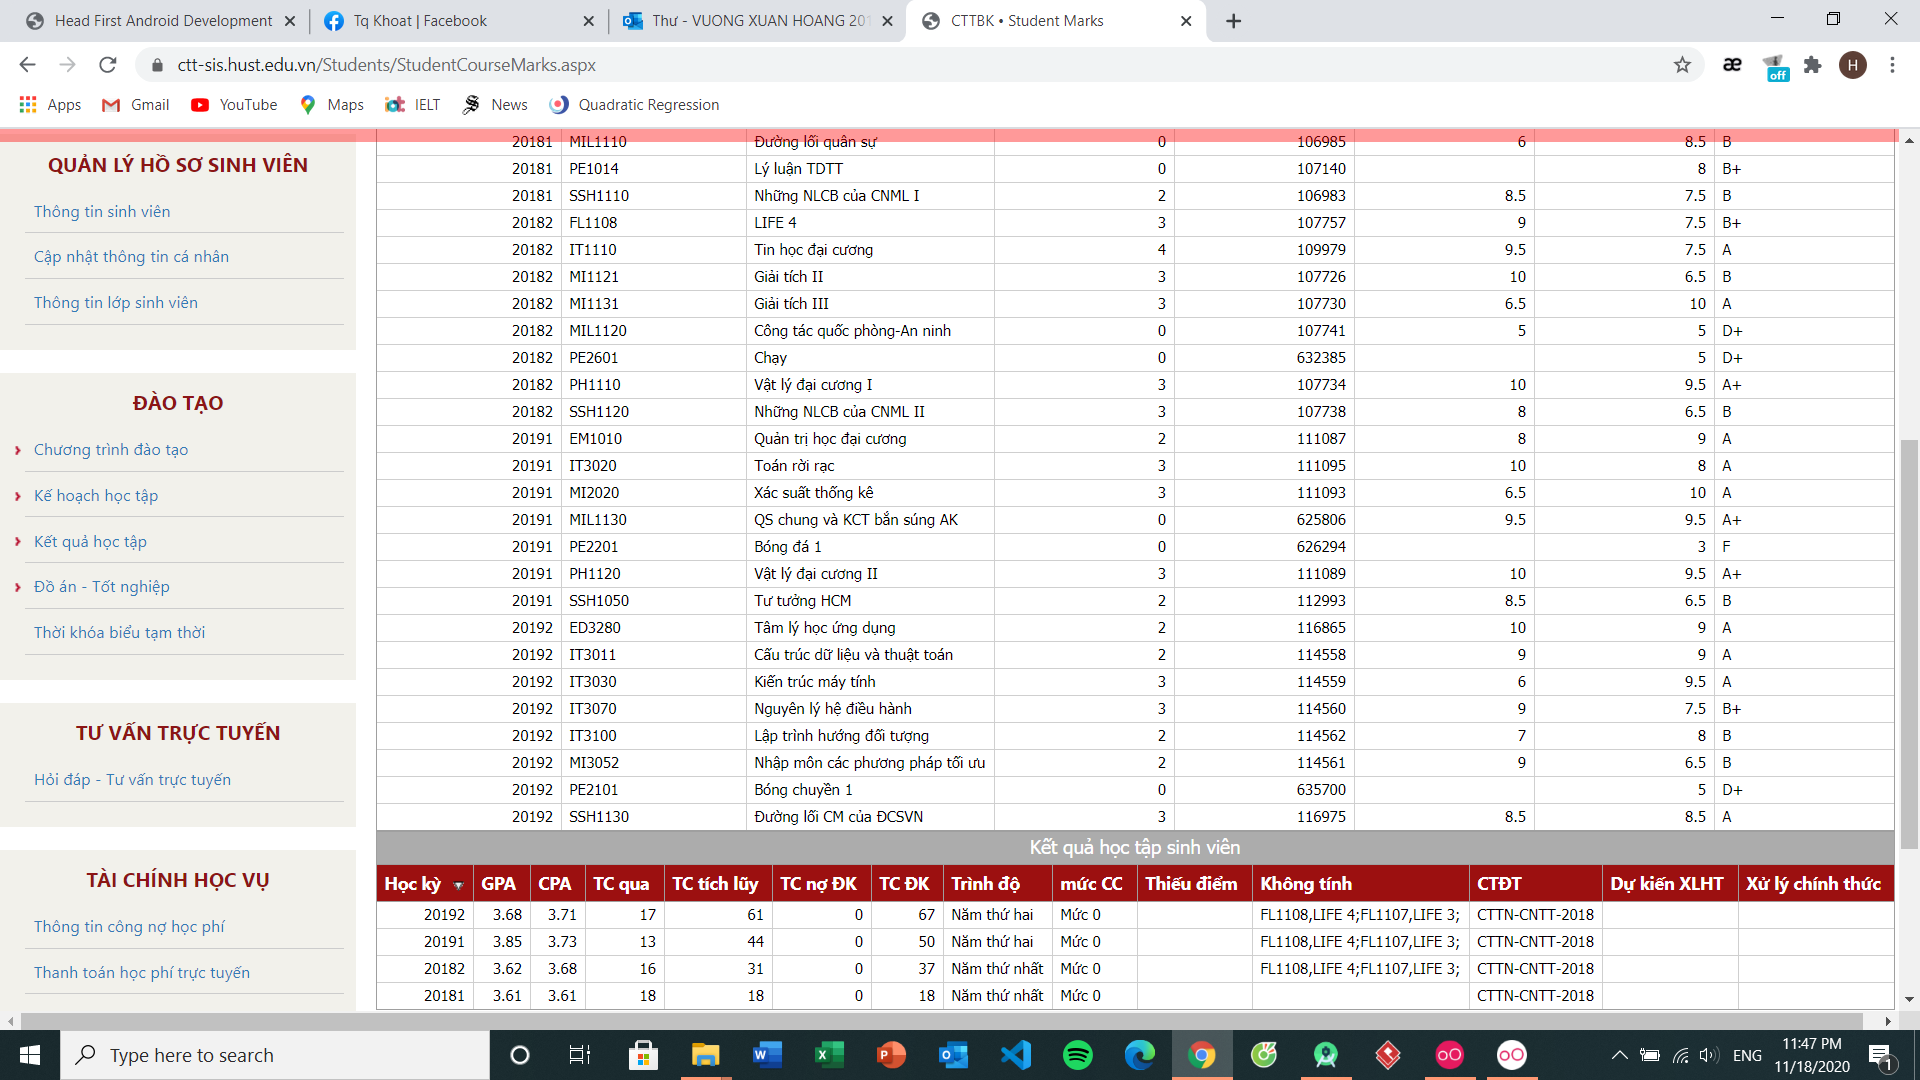 Head First Android Development
Tq Khoat | Facebook
Thư - VUONG XUAN HOANG 201
CTTBK • Student Marks
ctt-sis.hust.edu.vn/Students/StudentCourseMarks.aspx
æ
off
H
Apps
Gmail
YouTube
Maps
IELT
News
Quadratic Regression
QUẢN LÝ HỒ SƠ SINH VIÊN
Thông tin sinh viên
Cập nhật thông tin cá nhân
Thông tin lớp sinh viên
ĐÀO TẠO
Chương trình đào tạo
Kế hoạch học tập
Kết quả học tập
Đồ án - Tốt nghiệp
Thời khóa biểu tạm thời
TƯ VẤN TRỰC TUYẾN
Hỏi đáp - Tư vấn trực tuyến
TÀI CHÍNH HỌC VỤ
Thông tin công nợ học phí
Thanh toán học phí trực tuyến
20181 MIL1110 Đường lối quân sự 0 106985 6 8.5 B
20181 PE1014 Lý luận TDTT 0 107140 8 B+
20181 SSH1110 Những NLCB của CNML I 2 106983 8.5 7.5 B
20182 FL1108 LIFE 4 3 107757 9 7.5 B+
20182 IT1110 Tin học đại cương 4 109979 9.5 7.5 A
20182 MI1121 Giải tích II 3 107726 10 6.5 B
20182 MI1131 Giải tích III 3 107730 6.5 10 A
20182 MIL1120 Công tác quốc phòng-An ninh 0 107741 5 5 D+
20182 PE2601 Chạy 0 632385 5 D+
20182 PH1110 Vật lý đại cương I 3 107734 10 9.5 A+
20182 SSH1120 Những NLCB của CNML II 3 107738 8 6.5 B
20191 EM1010 Quản trị học đại cương 2 111087 8 9 A
20191 IT3020 Toán rời rạc 3 111095 10 8 A
20191 MI2020 Xác suất thống kê 3 111093 6.5 10 A
20191 MIL1130 QS chung và KCT bắn súng AK 0 625806 9.5 9.5 A+
20191 PE2201 Bóng đá 1 0 626294 3 F
20191 PH1120 Vật lý đại cương II 3 111089 10 9.5 A+
20191 SSH1050 Tư tưởng HCM 2 112993 8.5 6.5 B
20192 ED3280 Tâm lý học ứng dụng 2 116865 10 9 A
20192 IT3011 Cấu trúc dữ liệu và thuật toán 2 114558 9 9 A
20192 IT3030 Kiến trúc máy tính 3 114559 6 9.5 A
20192 IT3070 Nguyên lý hệ điều hành 3 114560 9 7.5 B+
20192 IT3100 Lập trình hướng đối tượng 2 114562 7 8 B
20192 MI3052 Nhập môn các phương pháp tối ưu 2 114561 9 6.5 B
20192 PE2101 Bóng chuyền 1 0 635700 5 D+
20192 SSH1130 Đường lối CM của ĐCSVN 3 116975 8.5 8.5 A
Kết quả học tập sinh viên
Học kỳ GPA CPA TC qua TC tích lũy TC nợ ĐK TC ĐK Trình độ mức CC Thiếu điểm Không tính CTĐT Dự kiến XLHT Xử lý chính thức
20192 3.68 3.71 17 61 0 67 Năm thứ hai Mức 0 FL1108,LIFE 4;FL1107,LIFE 3; CTTN-CNTT-2018
20191 3.85 3.73 13 44 0 50 Năm thứ hai Mức 0 FL1108,LIFE 4;FL1107,LIFE 3; CTTN-CNTT-2018
20182 3.62 3.68 16 31 0 37 Năm thứ nhất Mức 0 FL1108,LIFE 4;FL1107,LIFE 3; CTTN-CNTT-2018
20181 3.61 3.61 18 18 0 18 Năm thứ nhất Mức 0 CTTN-CNTT-2018
Type here to search
ENG
11:47 PM
11/18/2020
1